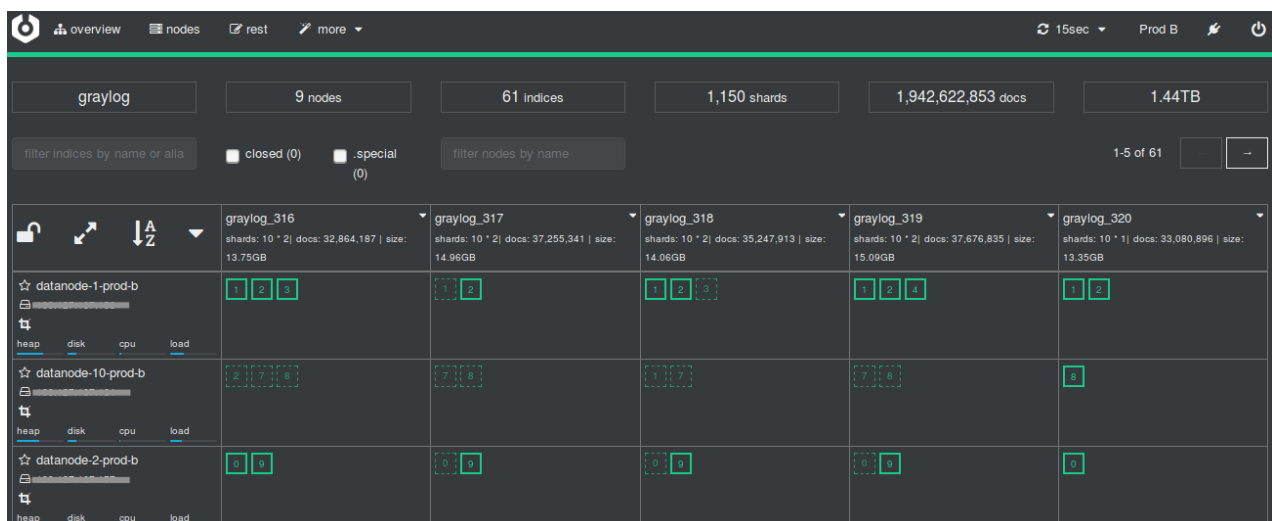 overview nodes rest more 15sec Prod B
graylog 9 nodes 61 indices 1,150 shards 1,942,622,853 docs 1.44TB
filter indices by name or alia closed (0) .special (0) filter nodes by name 1-5 of 61 →
graylog_316
shards: 10 * 2| docs: 32,864,187 | size: 13.75GB
graylog_317
shards: 10 * 2| docs: 37,255,341 | size: 14.96GB
graylog_318
shards: 10 * 2| docs: 35,247,913 | size: 14.06GB
graylog_319
shards: 10 * 2| docs: 37,676,835 | size: 15.09GB
graylog_320
shards: 10 * 1| docs: 33,080,896 | size: 13.35GB
datanode-1-prod-b
1 2 3 1 2 1 2 3 1 2 4 1 2
heap disk cpu load
datanode-10-prod-b
2 7 8 7 8 1 7 7 8 8
heap disk cpu load
datanode-2-prod-b
0 9 0 9 0 9 0 9 0
heap disk cpu load